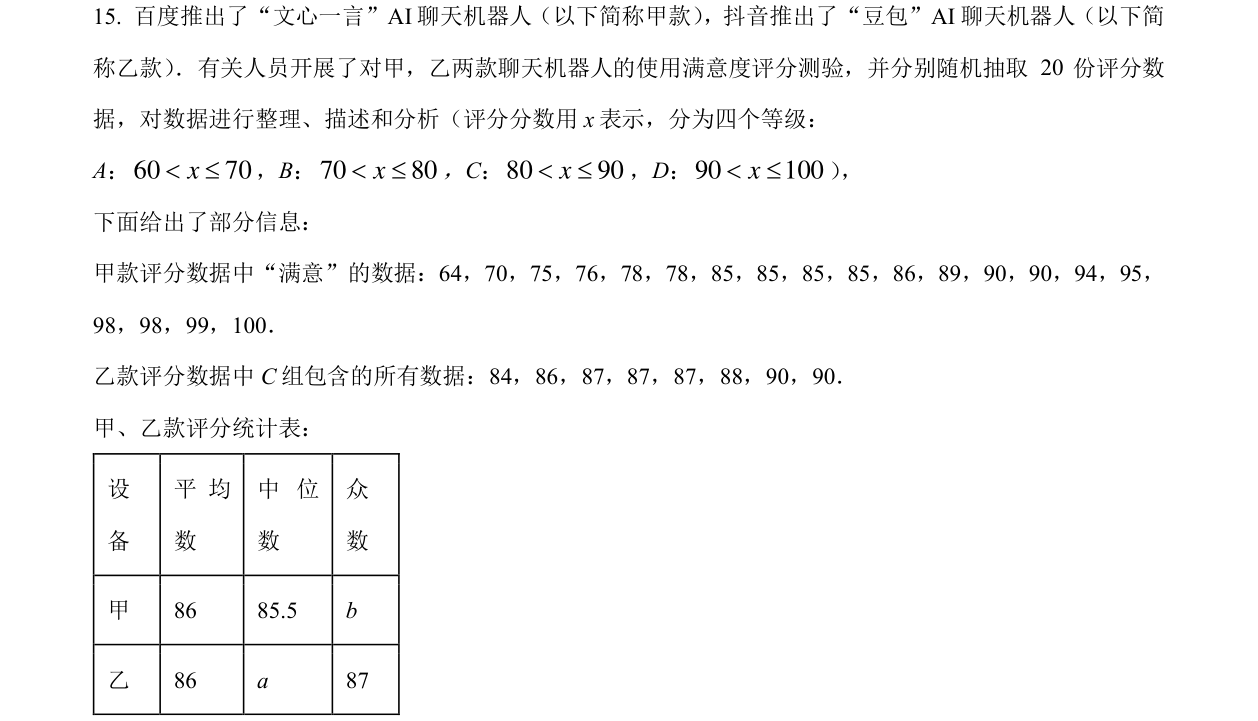 15. 百度推出了“文心一言”AI 聊天机器人（以下简称甲款），抖音推出了“豆包”AI 聊天机器人（以下简
称乙款）．有关人员开展了对甲，乙两款聊天机器人的使用满意度评分测验，并分别随机抽取 20 份评分数
据，对数据进行整理、描述和分析（评分分数用 x 表示，分为四个等级：
A：60 < x ≤ 70，B：70 < x ≤ 80，C：80 < x ≤ 90，D：90 < x ≤ 100），
下面给出了部分信息：
甲款评分数据中“满意”的数据：64，70，75，76，78，78，85，85，85，85，86，89，90，90，94，95，
98，98，99，100．
乙款评分数据中 C 组包含的所有数据：84，86，87，87，87，88，90，90．
甲、乙款评分统计表：
设备 平均数 中位数 众数
甲 86 85.5 b
乙 86 a 87